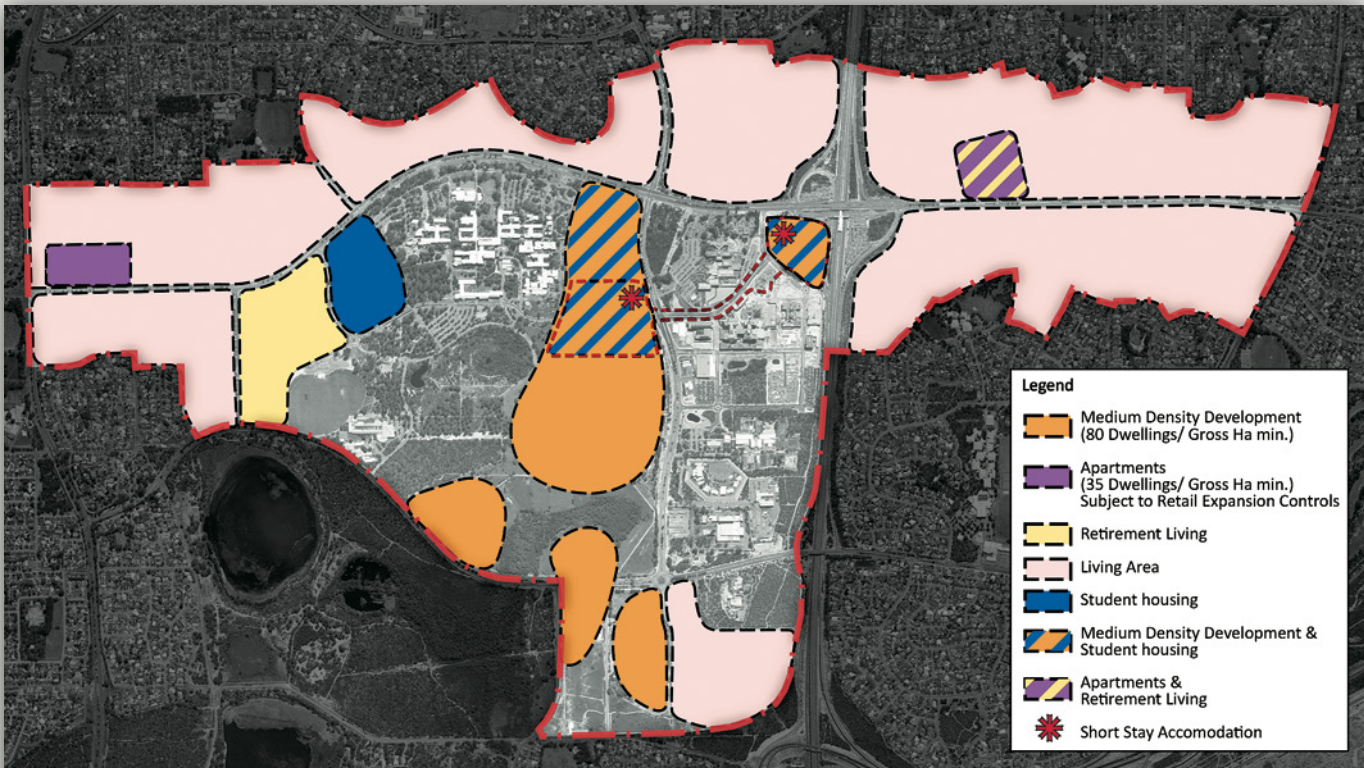 Legend
Medium Density Development
(80 Dwellings/ Gross Ha min.)
Apartments
(35 Dwellings/ Gross Ha min.)
Subject to Retail Expansion Controls
Retirement Living
Living Area
Student housing
Medium Density Development &
Student housing
Apartments &
Retirement Living
Short Stay Accomodation